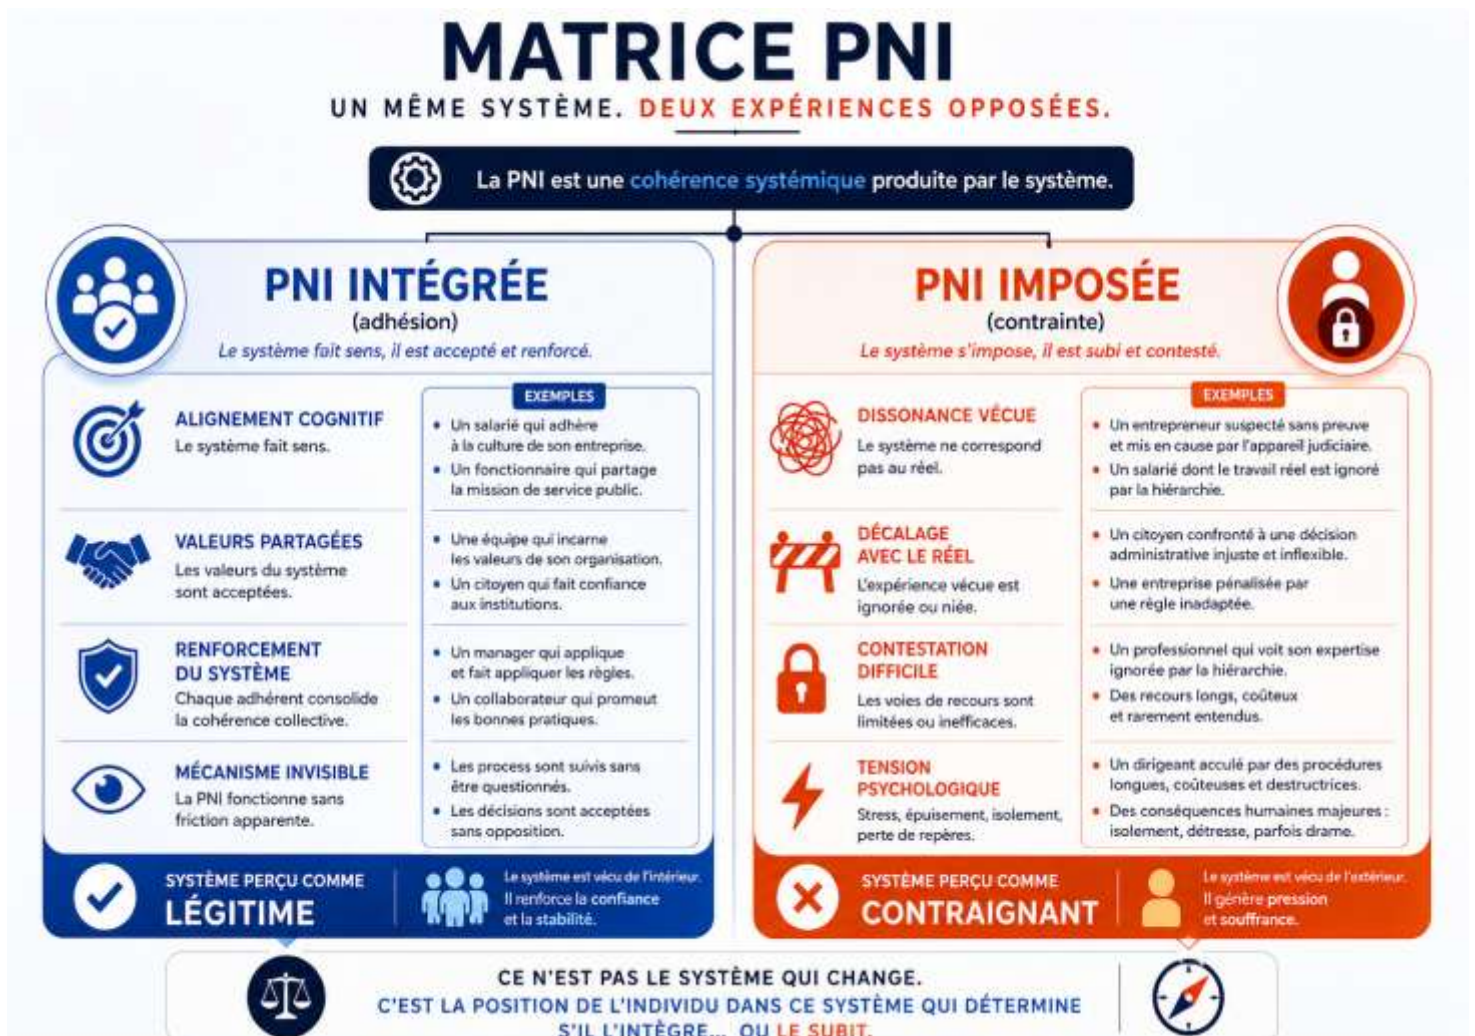 MATRICE PNI
UN MÊME SYSTÈME. DEUX EXPÉRIENCES OPPOSÉES.
La PNI est une cohérence systémique produite par le système.
PNI INTÉGRÉE
(adhésion)
Le système fait sens, il est accepté et renforcé.
ALIGNEMENT COGNITIF
Le système fait sens.
EXEMPLES
• Un salarié qui adhère
à la culture de son entreprise.
• Un fonctionnaire qui partage
la mission de service public.
VALEURS PARTAGÉES
Les valeurs du système
sont acceptées.
• Une équipe qui incarne
les valeurs de son organisation.
• Un citoyen qui fait confiance
aux institutions.
RENFORCEMENT
DU SYSTÈME
Chaque adhérent consolide
la cohérence collective.
• Un manager qui applique
et fait appliquer les règles.
• Un collaborateur qui promeut
les bonnes pratiques.
MÉCANISME INVISIBLE
La PNI fonctionne sans
friction apparente.
• Les process sont suivis sans
être questionnés.
• Les décisions sont acceptées
sans opposition.
SYSTÈME PERÇU COMME
LÉGITIME
Le système est vécu de l'intérieur.
Il renforce la confiance
et la stabilité.
PNI IMPOSÉE
(contrainte)
Le système s'impose, il est subi et contesté.
DISSONANCE VÉCUE
Le système ne correspond
pas au réel.
EXEMPLES
• Un entrepreneur suspecté sans preuve
et mis en cause par l'appareil judiciaire.
• Un salarié dont le travail réel est ignoré
par la hiérarchie.
DÉCALAGE
AVEC LE RÉEL
L'expérience vécue est
ignorée ou niée.
• Un citoyen confronté à une décision
administrative injuste et inflexible.
• Une entreprise pénalisée par
une règle inadaptée.
CONTESTATION
DIFFICILE
Les voies de recours sont
limitées ou inefficaces.
• Un professionnel qui voit son expertise
ignorée par la hiérarchie.
• Des recours longs, coûteux
et rarement entendus.
TENSION
PSYCHOLOGIQUE
Stress, épuisement, isolement,
perte de repères.
• Un dirigeant acculé par des procédures
longues, coûteuses et destructrices.
• Des conséquences humaines majeures :
isolement, détresse, parfois drame.
SYSTÈME PERÇU COMME
CONTRAIGNANT
Le système est vécu de l'extérieur.
Il génère pression
et souffrance.
CE N'EST PAS LE SYSTÈME QUI CHANGE.
C'EST LA POSITION DE L'INDIVIDU DANS CE SYSTÈME QUI DÉTERMINE
S'IL L'INTÈGRE... OU LE SUBIT.